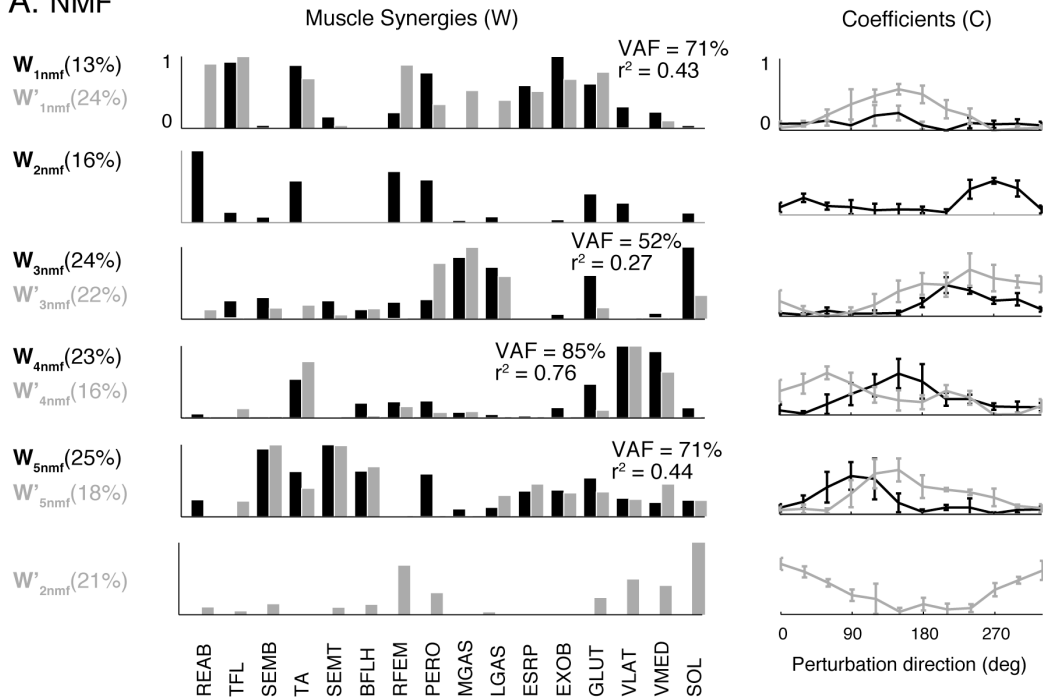 A. NMF
Muscle Synergies (W)
Coefficients (C)
W1nmf(13%)
W'1nmf(24%)
1
0
VAF = 71%
r² = 0.43
1
0
W2nmf(16%)
W3nmf(24%)
W'3nmf(22%)
VAF = 52%
r² = 0.27
W4nmf(23%)
W'4nmf(16%)
VAF = 85%
r² = 0.76
W5nmf(25%)
W'5nmf(18%)
VAF = 71%
r² = 0.44
W'2nmf(21%)
REAB
TFL
SEMB
TA
SEMT
BFLH
RFEM
PERO
MGAS
LGAS
ESRP
EXOB
GLUT
VLAT
VMED
SOL
0 90 180 270
Perturbation direction (deg)